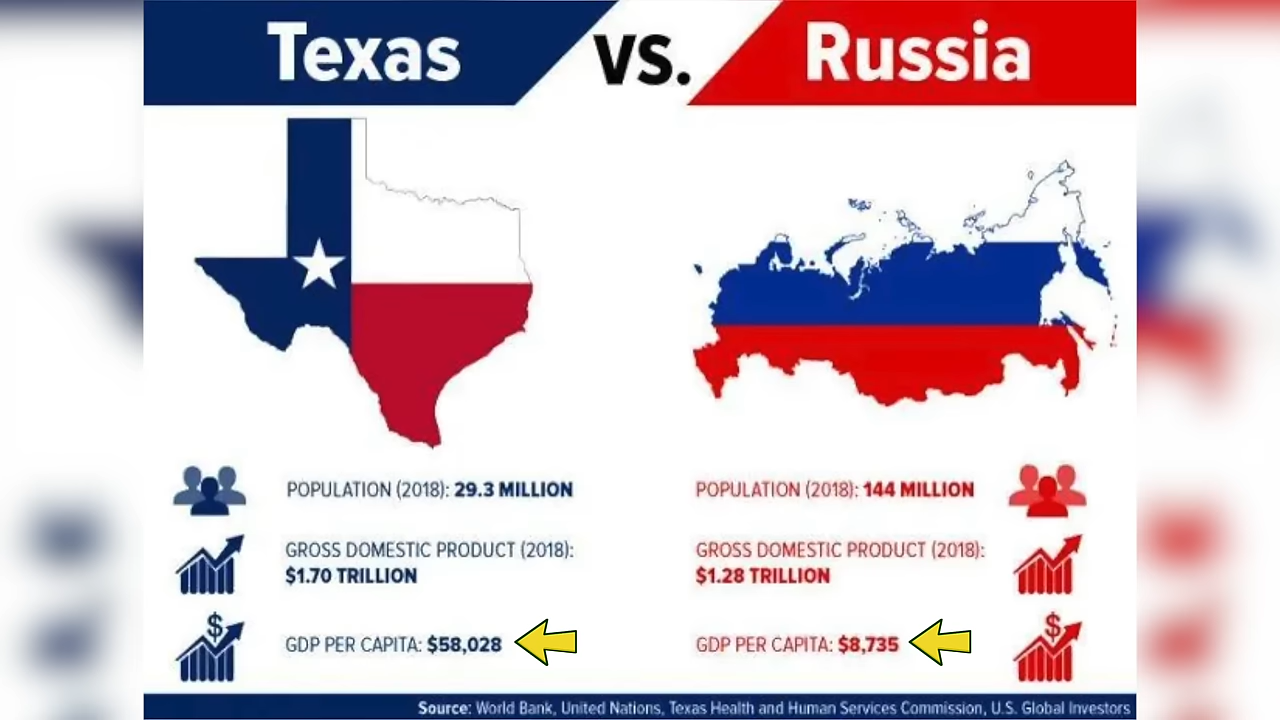 Texas VS. Russia
POPULATION (2018): 29.3 MILLION
GROSS DOMESTIC PRODUCT (2018):
$1.70 TRILLION
$
GDP PER CAPITA: $58,028
POPULATION (2018): 144 MILLION
GROSS DOMESTIC PRODUCT (2018):
$1.28 TRILLION
GDP PER CAPITA: $8,735
$
Source: World Bank, United Nations, Texas Health and Human Services Commission, U.S. Global Investors